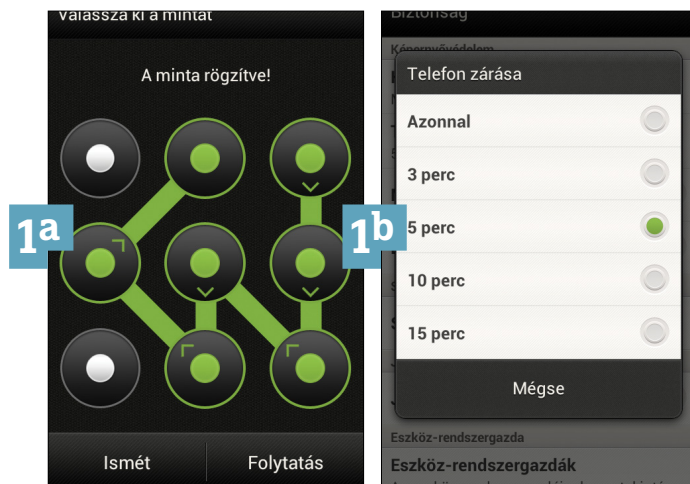 Válassza ki a mintát
A minta rögzítve!
1a
Ismét
Folytatás
Biztonság
Képernyővédelem
Telefon zárása
Azonnal
3 perc
1b
5 perc
10 perc
15 perc
Mégse
Eszköz-rendszergazda
Eszköz-rendszergazdák